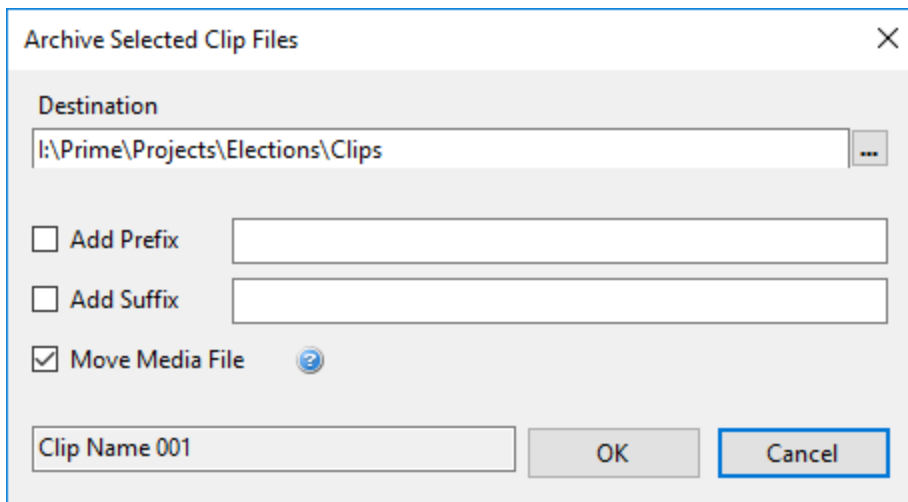 Archive Selected Clip Files
Destination
I:\Prime\Projects\Elections\Clips
...
Add Prefix
Add Suffix
Move Media File
?
Clip Name 001
OK
Cancel